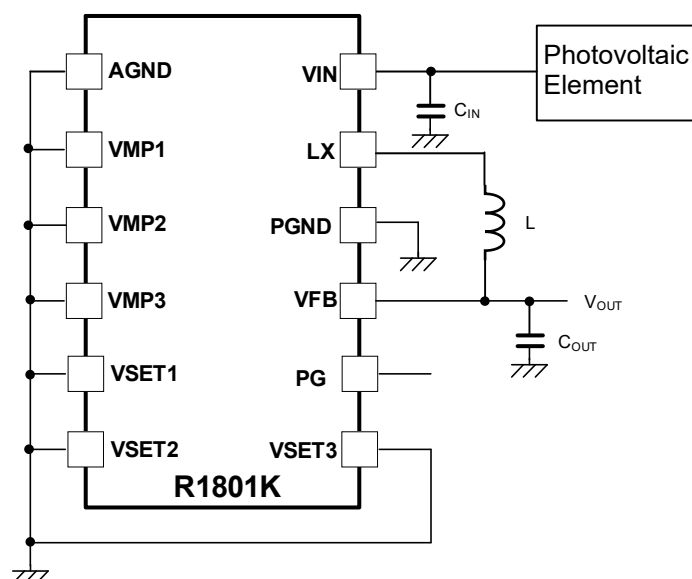 AGND
VIN
Photovoltaic
Element
C_IN
VMP1
LX
VMP2
PGND
L
VMP3
VFB
V_OUT
C_OUT
VSET1
PG
VSET2
VSET3
R1801K